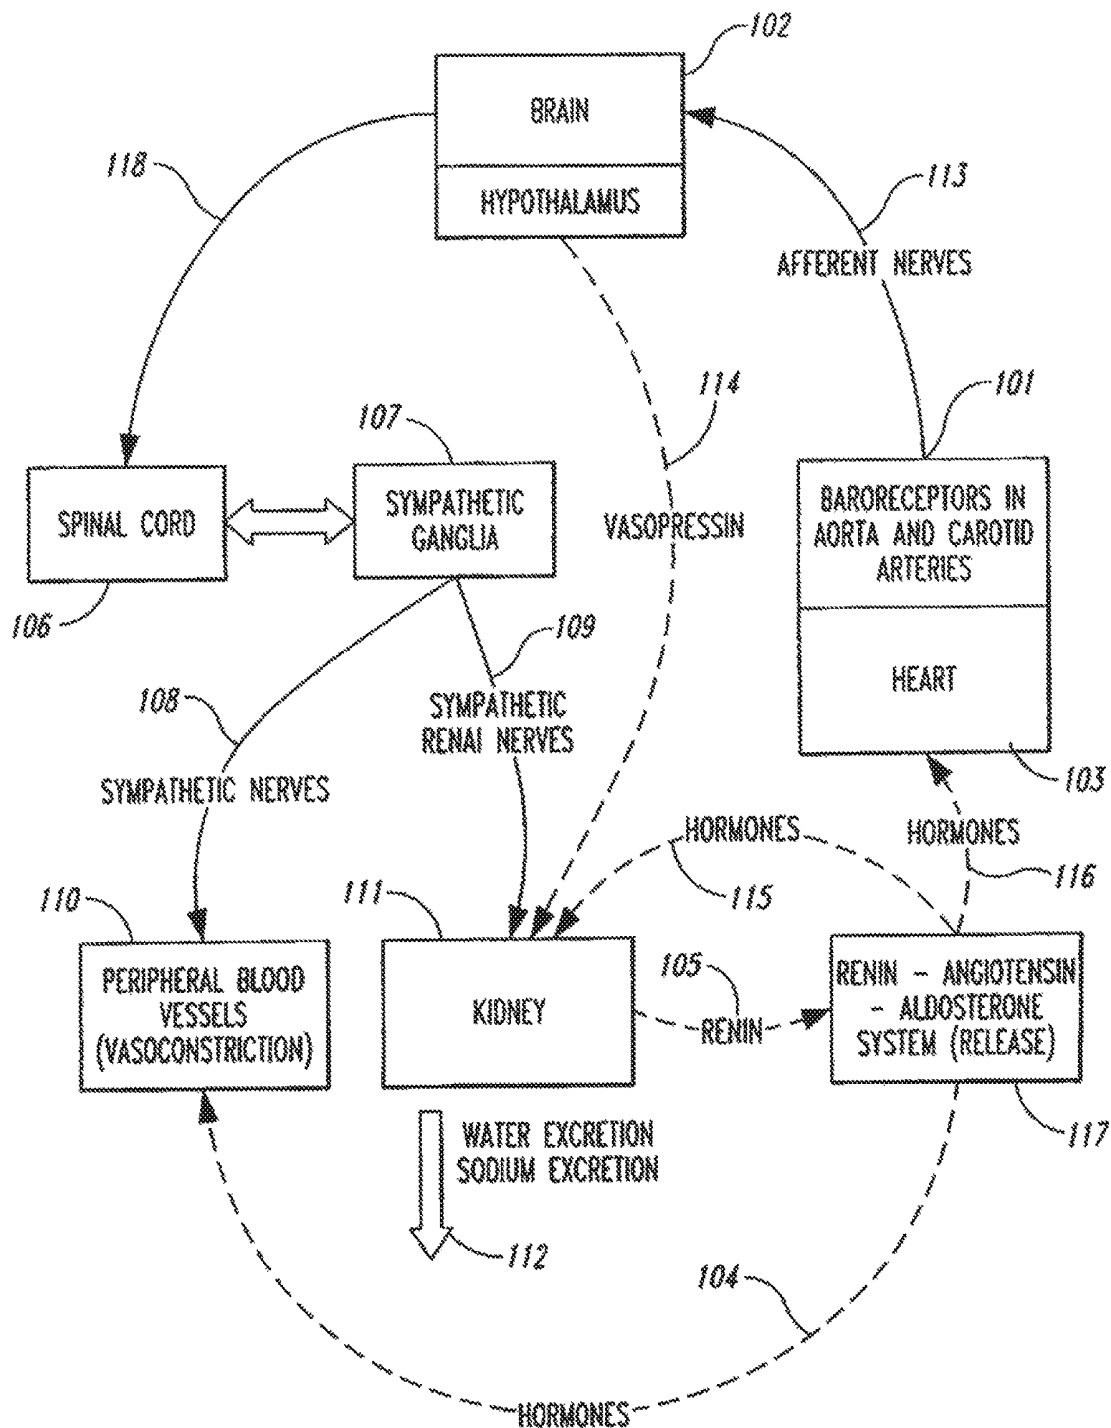 102
BRAIN
118
113
HYPOTHALAMUS
AFFERENT NERVES
114
101
107
BARORECEPTORS IN
AORTA AND CAROTID
ARTERIES
SPINAL CORD
SYMPATHETIC
GANGLIA
VASOPRESSIN
106
109
HEART
108
SYMPATHETIC
RENAI NERVES
103
SYMPATHETIC NERVES
HORMONES
HORMONES
110
111
115
116
PERIPHERAL BLOOD
VESSELS
(VASOCONSTRICTION)
KIDNEY
105
RENIN
RENIN - ANGIOTENSIN
- ALDOSTERONE
SYSTEM (RELEASE)
WATER EXCRETION
SODIUM EXCRETION
117
112
104
HORMONES